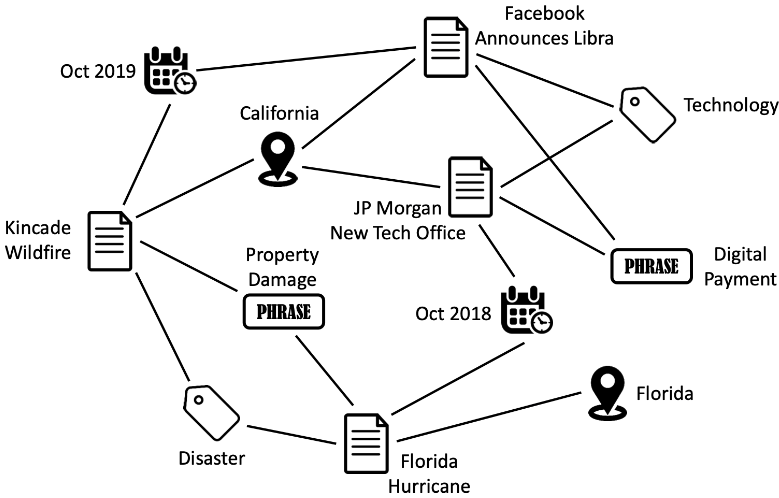 Facebook
Announces Libra
Oct 2019
California
Technology
JP Morgan
New Tech Office
Kincade
Wildfire
Property
Damage
PHRASE
PHRASE
Digital
Payment
Oct 2018
Florida
Disaster
Florida
Hurricane